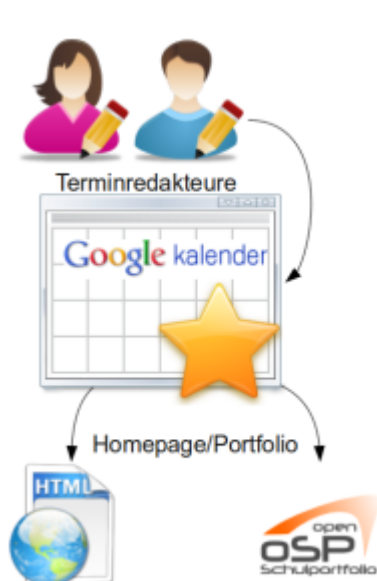 Terminredakteure
Google kalender
Homepage/Portfolio
HTML
open
OSP
Schulportfolio